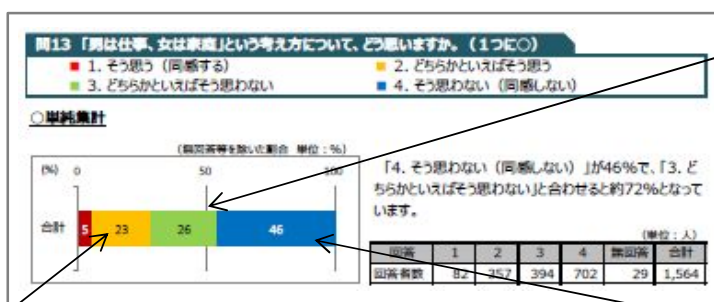 問13 「男は仕事、女は家庭」という考え方について、どう思いますか。（1つに○）
■ 1. そう思う（同感する）
■ 2. どちらかといえばそう思う
■ 3. どちらかといえばそう思わない
■ 4. そう思わない（同感しない）
○単純集計
（無回答等を除いた割合 単位：%）
(%) 0 50 100
合計 5 23 26 46
「4. そう思わない（同感しない）」が46%で、「3. ど
ちらかといえばそう思わない」と合わせると約72%となって
います。
（単位：人）
回答 1 2 3 4 無回答 合計
回答者数 82 357 394 702 29 1,564